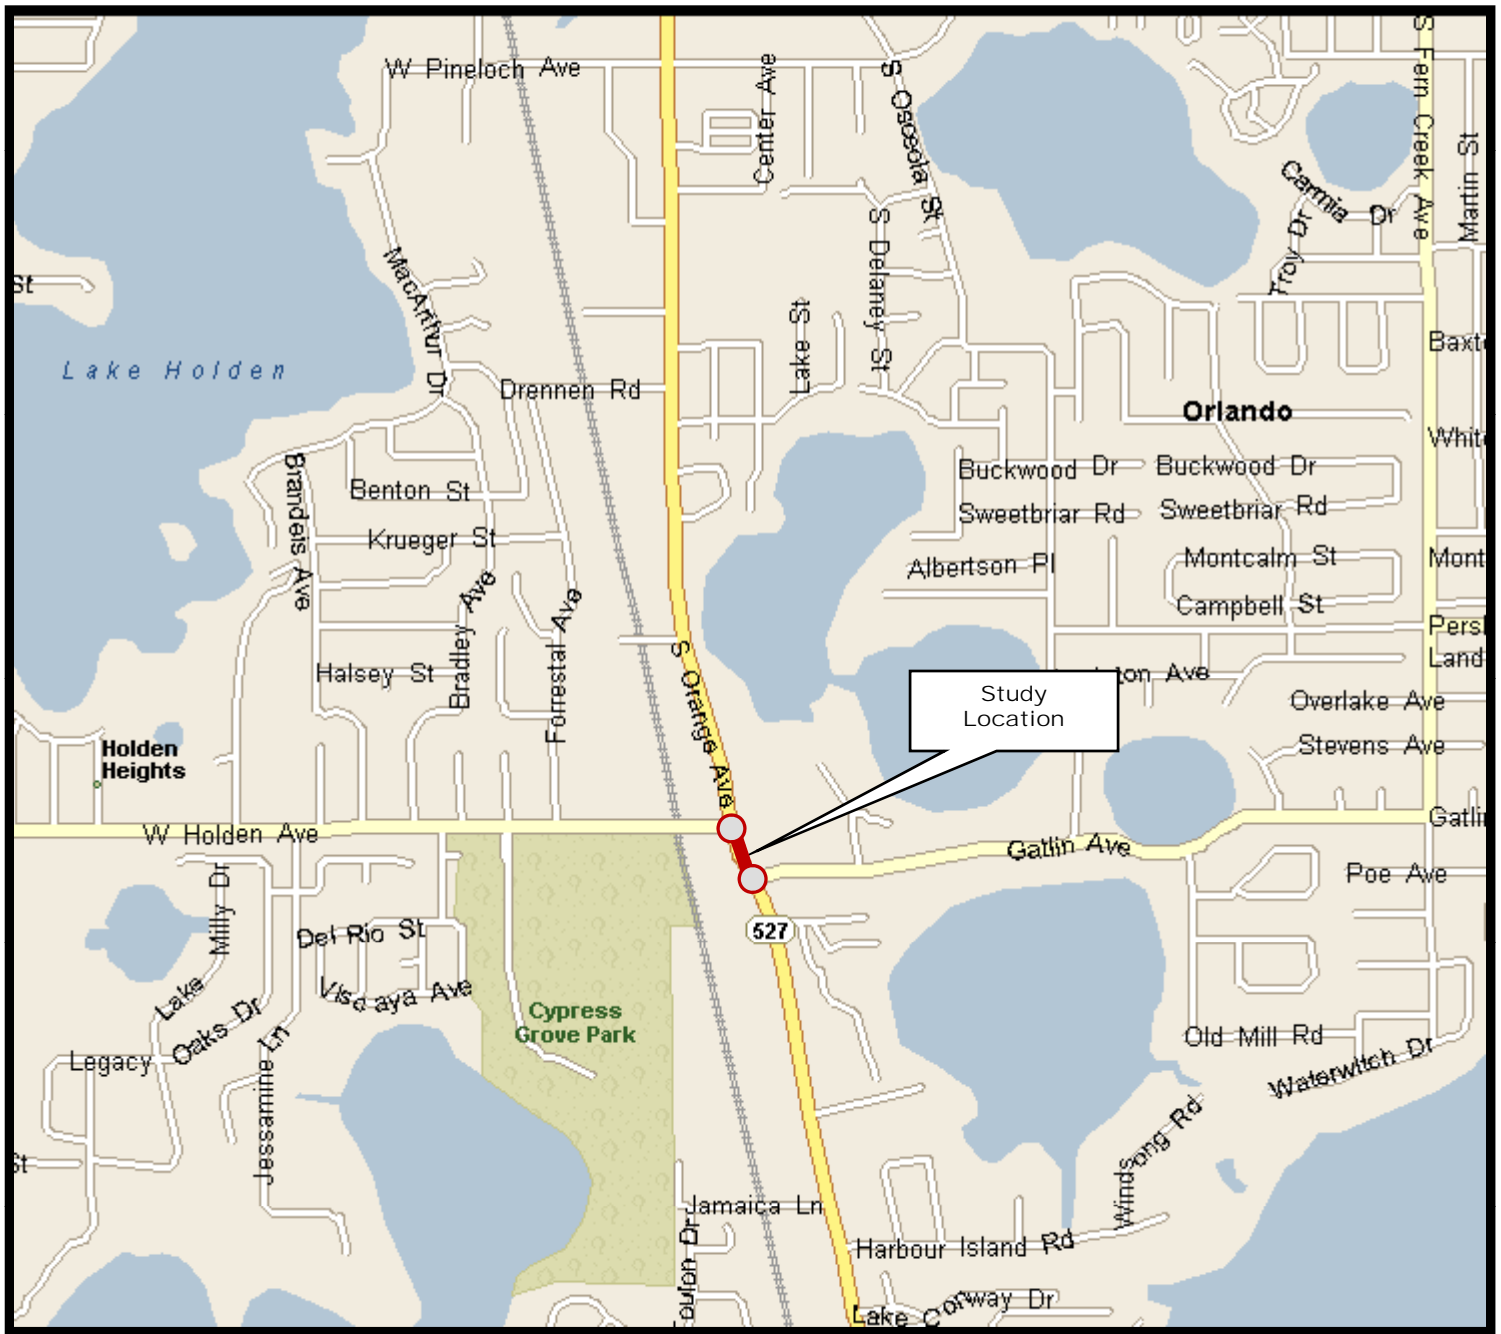 W Pineloch Ave
Center Ave
S Osceola St
S Fern Creek Ave
Martin St
Carmia Dr
Troy Dr
S Delaney St
MacArthur Dr
St
Lake St
Baxt
Lake Holden
Drennen Rd
Orlando
Whit
Brandeis Ave
Benton St
Buckwood Dr
Buckwood Dr
Sweetbriar Rd
Sweetbriar Rd
Krueger St
Albertson Pl
Montcalm St
Mont
Campbell St
Bradley Ave
Forrestal Ave
Persh
Land
S Orange Ave
Halsey St
ton Ave
Overlake Ave
Study
Location
Stevens Ave
Holden
Heights
W Holden Ave
Gatlin Ave
Gatlin
Poe Ave
Lake Milly Dr
Del Rio St
527
Viscaya Ave
Cypress
Grove Park
Legacy Oaks Dr
Jessamine Ln
Old Mill Rd
Waterwitch Dr
Windsong Rd
St
Jamaica Ln
Harbour Island Rd
Lake Conway Dr